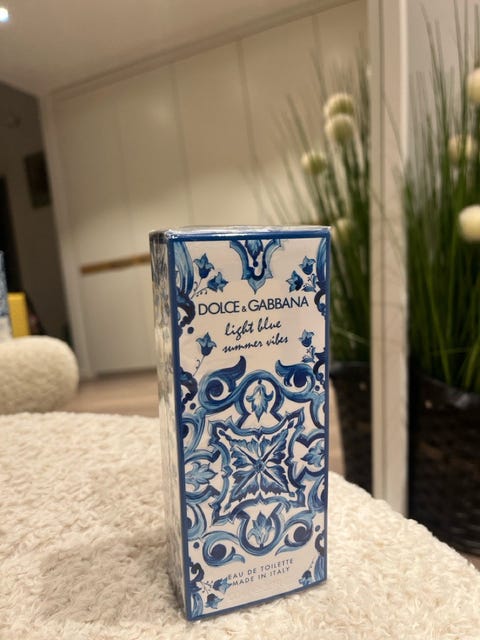 DOLCE & GABBANA
light blue
summer vibes
EAU DE TOILETTE
MADE IN ITALY